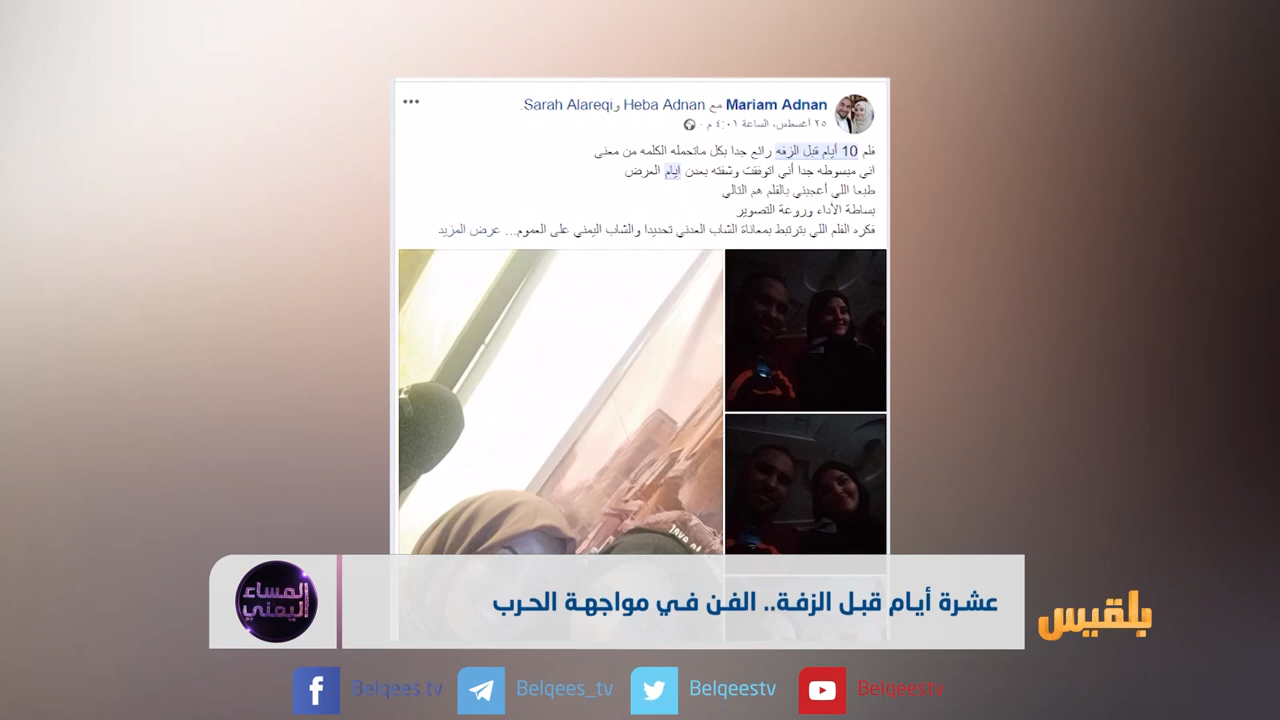 Mariam Adnan مع Heba Adnan وSarah Alareqi.
٢٥ أغسطس، الساعة ٤:٠١ م ·
فلم 10 أيام قبل الزفه رائع جدا بكل ماتحمله الكلمه من معنى
اني مبسوطه جدا أني اتوفقت وشفته بعدن ايام العرض
طبعا اللي أعجبني بالفلم هم التالي
بساطة الأداء وروعة التصوير
فكره الفلم اللي بترتبط بمعاناة الشاب العدني تحديدا والشاب اليمني على العموم... عرض المزيد
عشرة أيام قبل الزفة.. الفن في مواجهة الحرب
المساء
اليمني
بلقيس
Belqees.tv
Belqees_tv
Belqeestv
Belqeestv